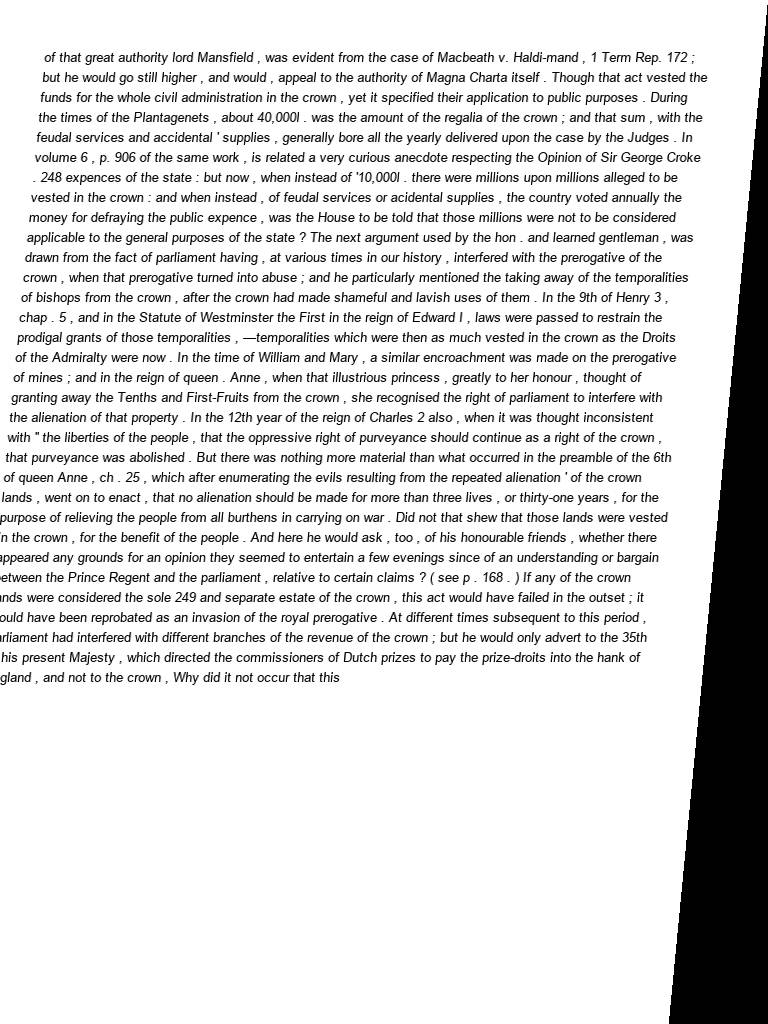 of that great authority lord Mansfield , was evident from the case of Macbeath v. Haldi-mand , 1 Term Rep. 172 ;
but he would go still higher , and would , appeal to the authority of Magna Charta itself . Though that act vested the
funds for the whole civil administration in the crown , yet it specified their application to public purposes . During
the times of the Plantagenets , about 40,000l . was the amount of the regalia of the crown ; and that sum , with the
feudal services and accidental ' supplies , generally bore all the yearly delivered upon the case by the Judges . In
volume 6 , p. 906 of the same work , is related a very curious anecdote respecting the Opinion of Sir George Croke
. 248 expences of the state : but now , when instead of '10,000l . there were millions upon millions alleged to be
vested in the crown : and when instead , of feudal services or acidental supplies , the country voted annually the
money for defraying the public expence , was the House to be told that those millions were not to be considered
applicable to the general purposes of the state ? The next argument used by the hon . and learned gentleman , was
drawn from the fact of parliament having , at various times in our history , interfered with the prerogative of the
crown , when that prerogative turned into abuse ; and he particularly mentioned the taking away of the temporalities
of bishops from the crown , after the crown had made shameful and lavish uses of them . In the 9th of Henry 3 ,
chap . 5 , and in the Statute of Westminster the First in the reign of Edward I , laws were passed to restrain the
prodigal grants of those temporalities , —temporalities which were then as much vested in the crown as the Droits
of the Admiralty were now . In the time of William and Mary , a similar encroachment was made on the prerogative
of mines ; and in the reign of queen . Anne , when that illustrious princess , greatly to her honour , thought of
granting away the Tenths and First-Fruits from the crown , she recognised the right of parliament to interfere with
the alienation of that property . In the 12th year of the reign of Charles 2 also , when it was thought inconsistent
with " the liberties of the people , that the oppressive right of purveyance should continue as a right of the crown ,
that purveyance was abolished . But there was nothing more material than what occurred in the preamble of the 6th
of queen Anne , ch . 25 , which after enumerating the evils resulting from the repeated alienation ' of the crown
lands , went on to enact , that no alienation should be made for more than three lives , or thirty-one years , for the
purpose of relieving the people from all burthens in carrying on war . Did not that shew that those lands were vested
in the crown , for the benefit of the people . And here he would ask , too , of his honourable friends , whether there
appeared any grounds for an opinion they seemed to entertain a few evenings since of an understanding or bargain
between the Prince Regent and the parliament , relative to certain claims ? ( see p . 168 . ) If any of the crown
were considered the sole 249 and separate estate of the crown , this act would have failed in the outset ; it
have been reprobated as an invasion of the royal prerogative . At different times subsequent to this period ,
had interfered with different branches of the revenue of the crown ; but he would only advert to the 35th
his present Majesty , which directed the commissioners of Dutch prizes to pay the prize-droits into the hank of
, and not to the crown , Why did it not occur that this